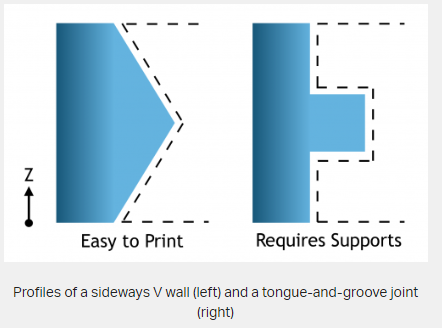 Z
Easy to Print
Requires Supports
Profiles of a sideways V wall (left) and a tongue-and-groove joint
(right)